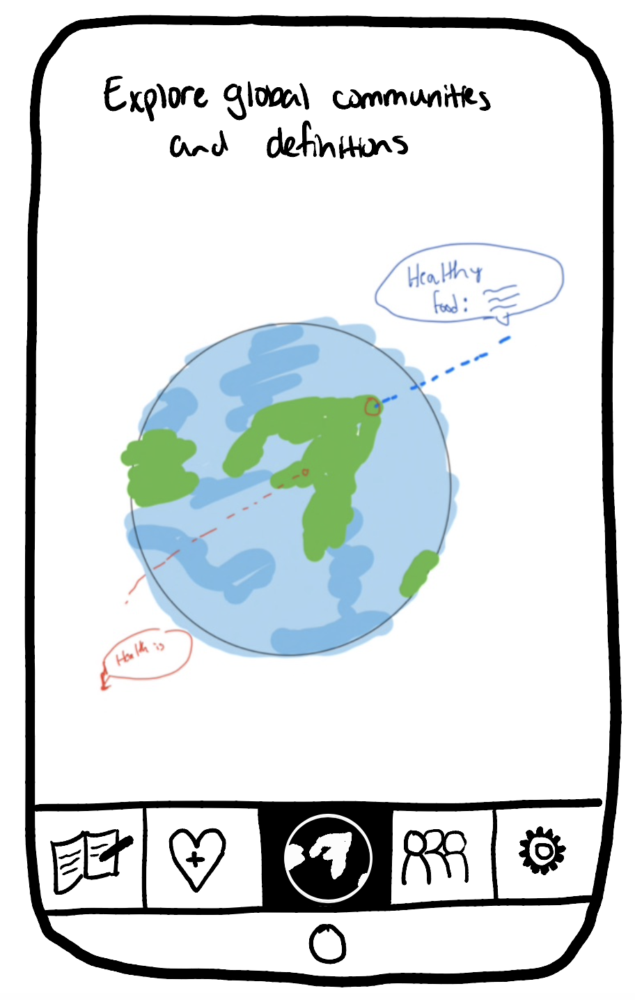 Explore global communities
and definitions
Healthy
Food:
Health is